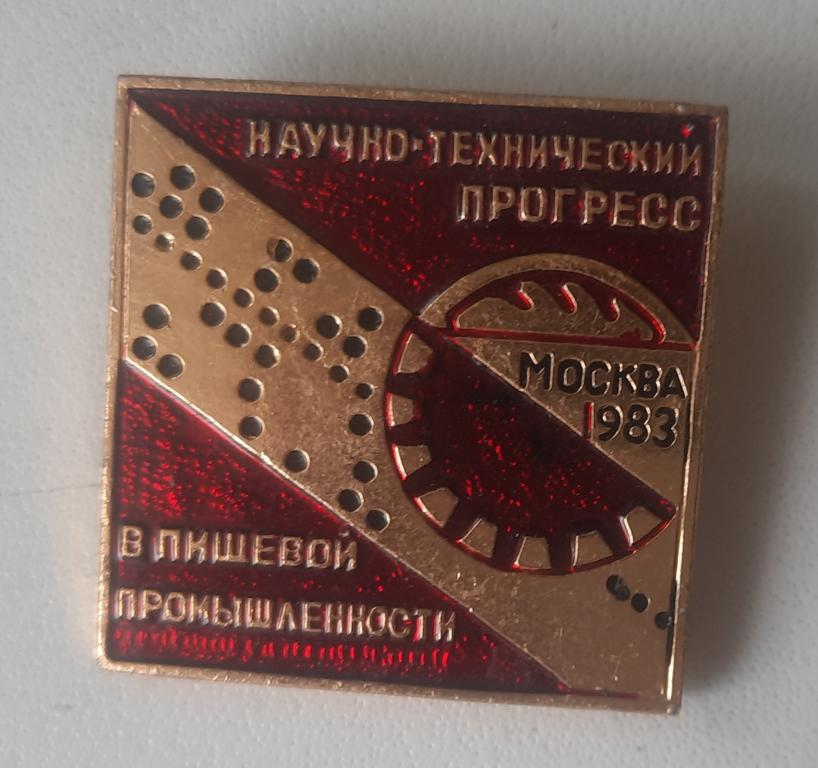 НАУЧНО-ТЕХНИЧЕСКИЙ
ПРОГРЕСС
МОСКВА
1983
В ПИЩЕВОЙ
ПРОМЫШЛЕННОСТИ